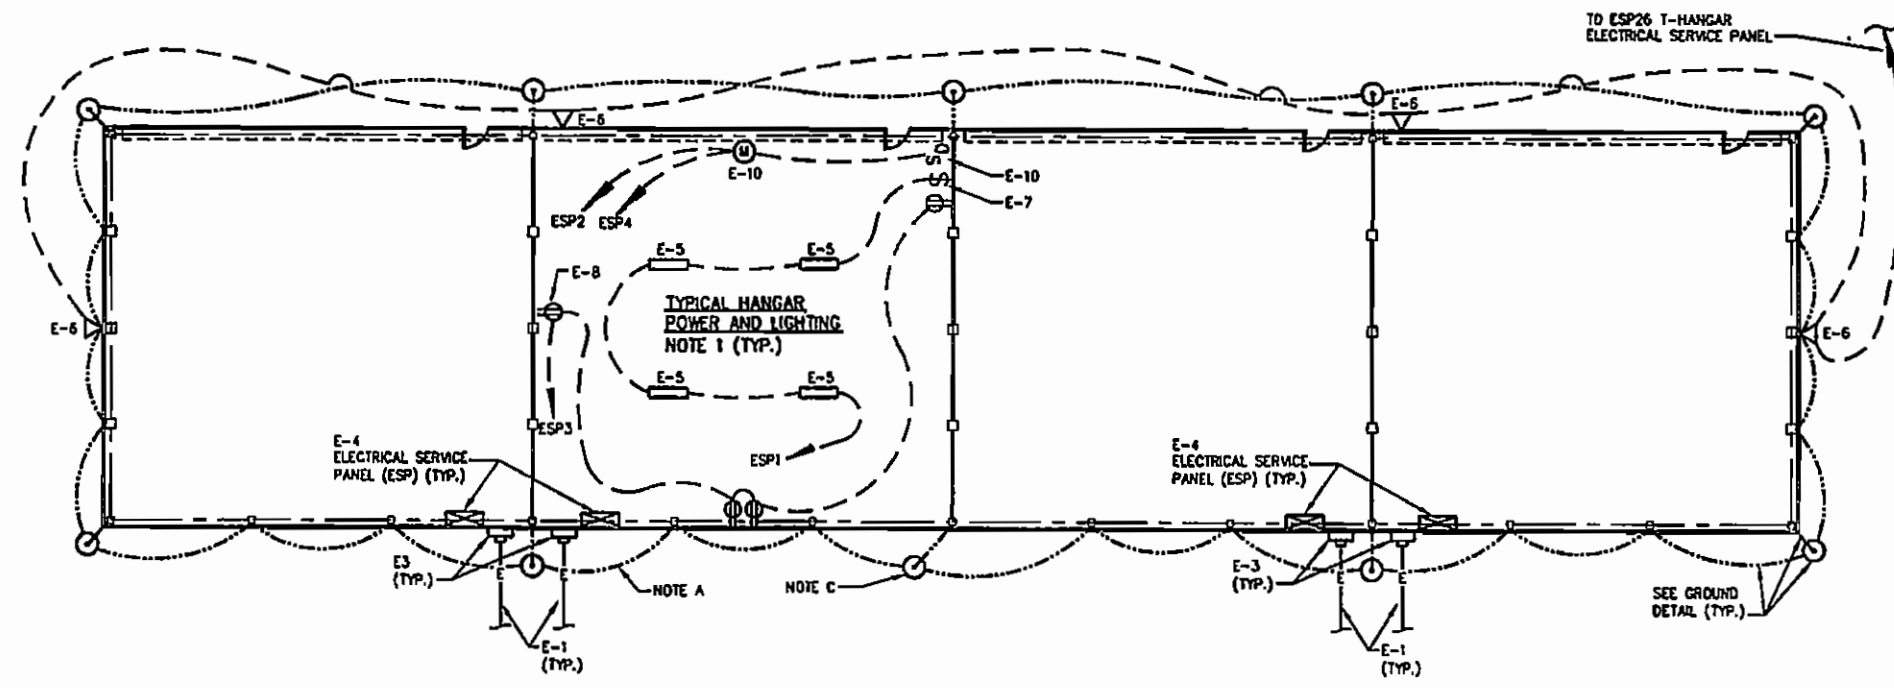 TO ESP26 T-HANGAR
ELECTRICAL SERVICE PANEL
E-6
E-6
M
E-10
S D
E-10
S
E-7
ESP2
ESP4
E-5
E-5
E-8
TYPICAL HANGAR
POWER AND LIGHTING
NOTE 1 (TYP.)
E-6
E-6
E-5
E-5
ESP3
ESP1
E-4
ELECTRICAL SERVICE
PANEL (ESP) (TYP.)
E-4
ELECTRICAL SERVICE
PANEL (ESP) (TYP.)
E3
(TYP.)
E
E
NOTE A
NOTE C
E-3
(TYP.)
E
E
SEE GROUND
DETAIL (TYP.)
E-1
(TYP.)
E-1
(TYP.)